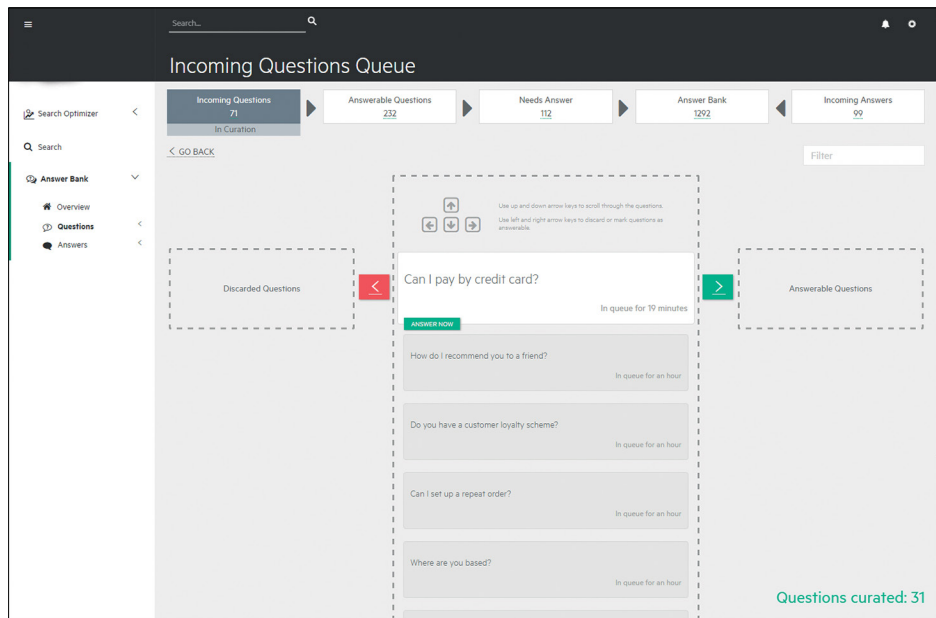 Search...
Incoming Questions Queue
Search Optimizer
Search
Answer Bank
Overview
Questions
Answers
Incoming Questions
71
In Curation
Answerable Questions
232
Needs Answer
112
Answer Bank
1292
Incoming Answers
99
GO BACK
Filter
Use up and down arrow keys to scroll through the questions.
Use left and right arrow keys to discard or mark questions as
answerable
Discarded Questions
Can I pay by credit card?
In queue for 19 minutes
ANSWER NOW
Answerable Questions
How do I recommend you to a friend?
In queue for an hour
Do you have a customer loyalty scheme?
In queue for an hour
Can I set up a repeat order?
In queue for an hour
Where are you based?
In queue for an hour
Questions curated: 31